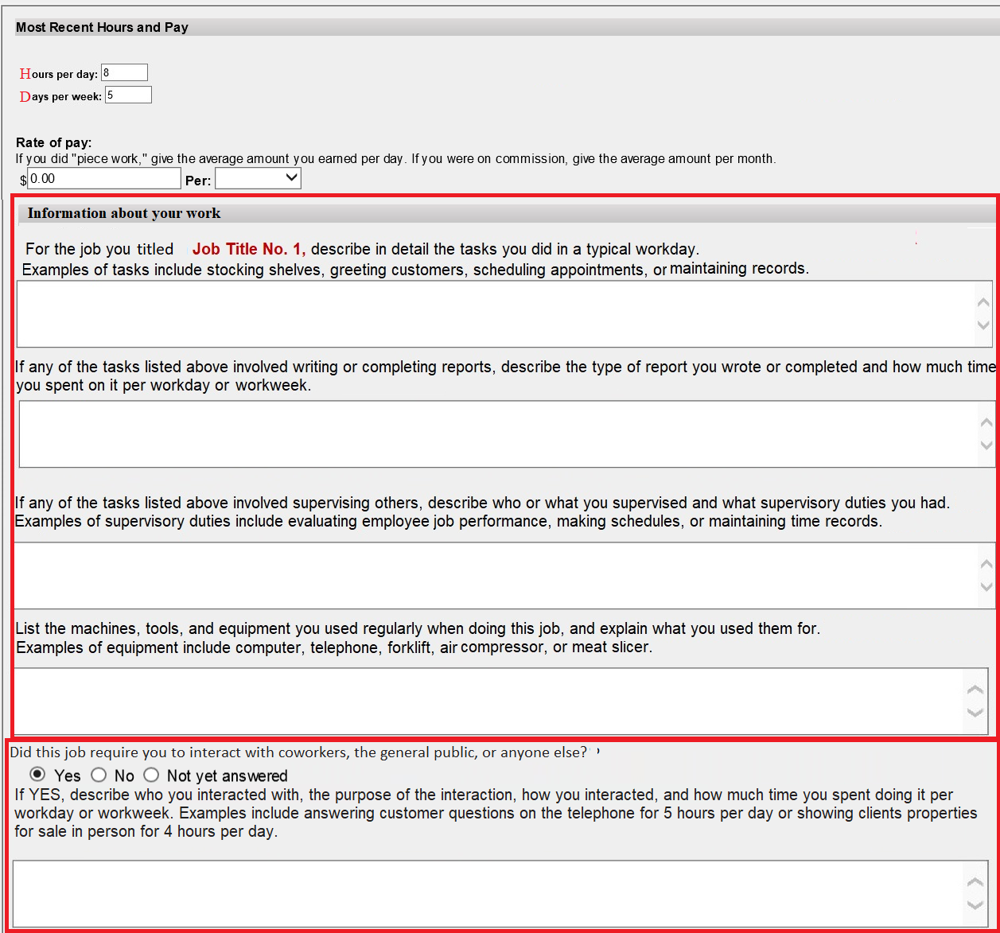 Most Recent Hours and Pay
Hours per day: 8
Days per week: 5
Rate of pay:
If you did "piece work," give the average amount you earned per day. If you were on commission, give the average amount per month.
$ 0.00 Per:
Information about your work
For the job you titled Job Title No. 1, describe in detail the tasks you did in a typical workday.
Examples of tasks include stocking shelves, greeting customers, scheduling appointments, or maintaining records.
If any of the tasks listed above involved writing or completing reports, describe the type of report you wrote or completed and how much time
you spent on it per workday or workweek.
If any of the tasks listed above involved supervising others, describe who or what you supervised and what supervisory duties you had.
Examples of supervisory duties include evaluating employee job performance, making schedules, or maintaining time records.
List the machines, tools, and equipment you used regularly when doing this job, and explain what you used them for.
Examples of equipment include computer, telephone, forklift, air compressor, or meat slicer.
Did this job require you to interact with coworkers, the general public, or anyone else?
Yes No Not yet answered
If YES, describe who you interacted with, the purpose of the interaction, how you interacted, and how much time you spent doing it per
workday or workweek. Examples include answering customer questions on the telephone for 5 hours per day or showing clients properties
for sale in person for 4 hours per day.